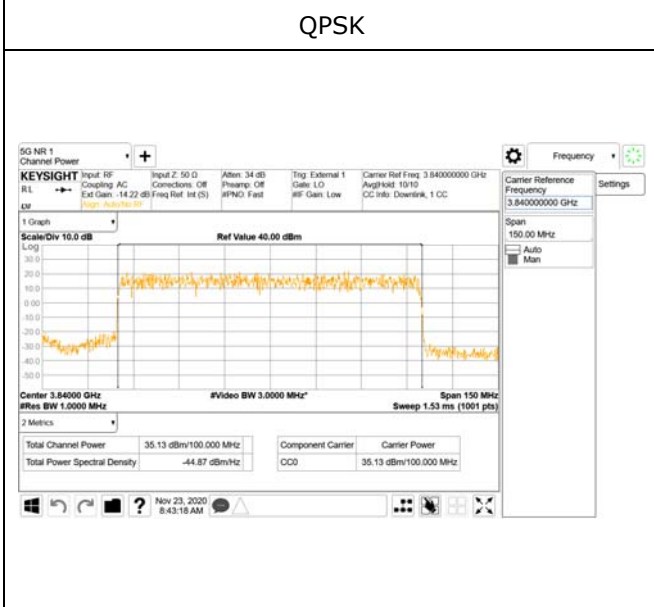 QPSK
5G NR 1
Channel Power
KEYSIGHT Input: RF Input Z: 50 Ω Atten: 34 dB Trig: External 1 Carrier Ref Freq: 3.840000000 GHz
RL Coupling: AC Corrections: Off Preamp: Off Gate: LO Avg|Hold: 10/10
Ext Gain: -14.22 dB Freq Ref: Int (S) #PNO: Fast #IF Gain: Low CC Info: Downlink, 1 CC
Align: Auto/No RF
Frequency
Settings
Carrier Reference
Frequency
3.840000000 GHz
Span
150.00 MHz
Auto
Man
1 Graph
Scale/Div 10.0 dB Ref Value 40.00 dBm
Log
30.0
20.0
10.0
0.00
-10.0
-20.0
-30.0
-40.0
-50.0
Center 3.84000 GHz #Video BW 3.0000 MHz* Span 150 MHz
#Res BW 1.0000 MHz Sweep 1.53 ms (1001 pts)
2 Metrics
Total Channel Power 35.13 dBm/100.000 MHz Component Carrier Carrier Power
Total Power Spectral Density -44.87 dBm/Hz CC0 35.13 dBm/100.000 MHz
? Nov 23, 2020
8:43:18 AM